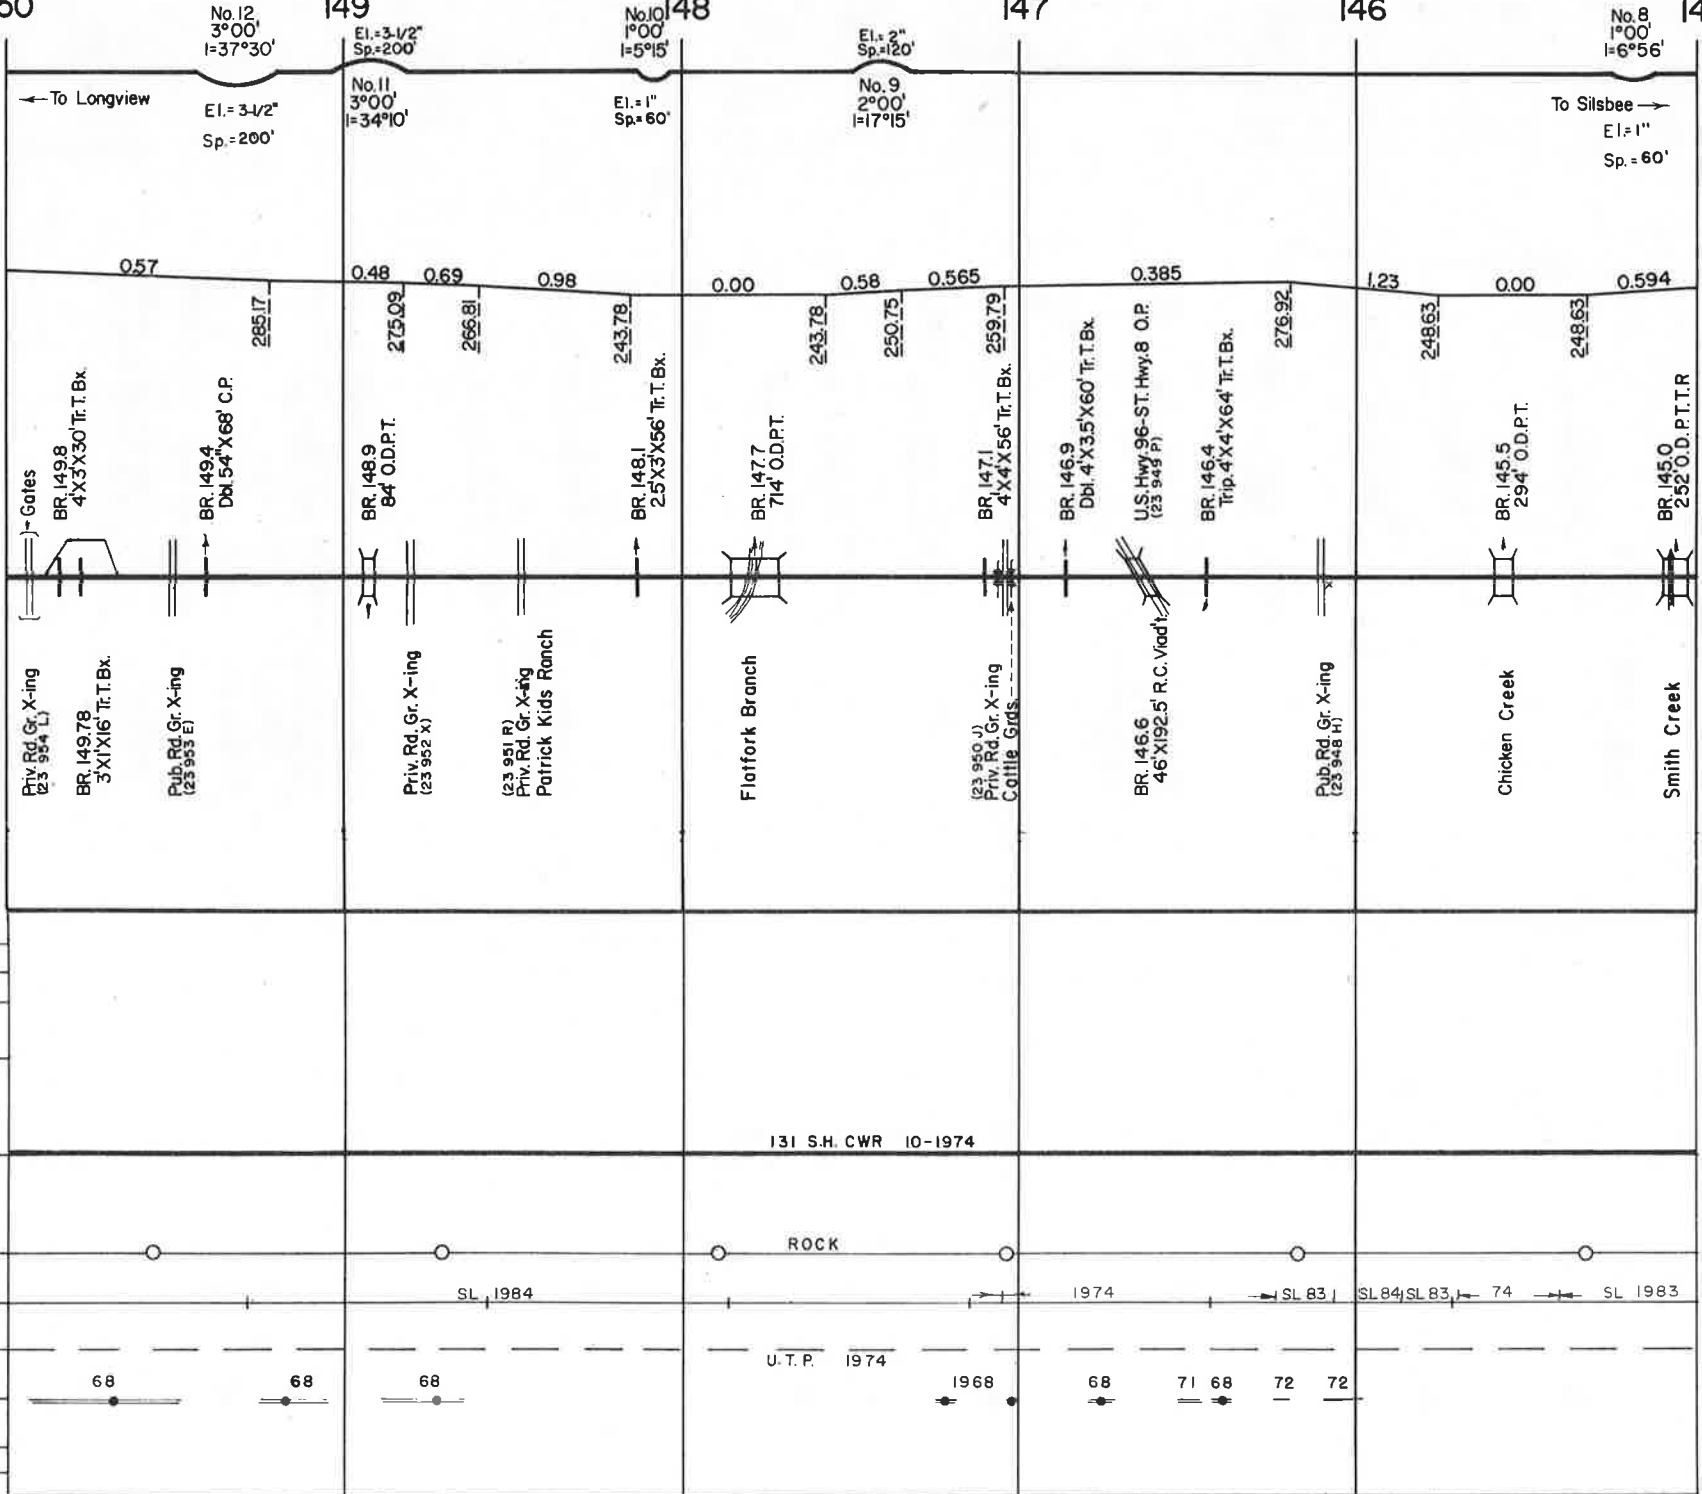 149
148
147
146
No.12
3°00'
I=37°30'
El.=3-1/2"
Sp.=200'
No.10
1°00'
I=5°15'
El.=2"
Sp.=120'
No.8
1°00'
I=6°56'
←To Longview
El.=3-1/2"
Sp.=200'
No.11
3°00'
I=34°10'
El.=1"
Sp.=60'
No.9
2°00'
I=17°15'
To Silsbee→
El.=1"
Sp.=60'
0.57
0.48
0.69
0.98
0.00
0.58
0.565
0.385
1.23
0.00
0.594
285.17
275.09
266.81
243.78
243.78
250.75
259.79
276.92
248.63
248.63
Gates
BR. 149.8
4'X3'X30' Tr.T. Bx.
BR. 149.4
Dbl. 54"X68' C.P.
BR. 148.9
84' O.D.P.T.
BR. 148.1
2.5'X3'X56' Tr.T. Bx.
BR. 147.7
714' O.D.P.T.
BR. 147.1
4'X4'X56' Tr.T. Bx.
BR. 146.9
Dbl. 4'X3.5'X60' Tr.T. Bx.
U.S. Hwy. 96-ST. Hwy. 8 O.P.
(23 949 P)
BR. 146.4
Trip. 4'X4'X64' Tr.T. Bx.
BR. 145.5
294' O.D.P.T.
BR. 145.0
252' O.D.P.T.T.R
Priv. Rd. Gr. X-ing
(23 954 L)
BR. 149.78
3'X1'X16' Tr.T. Bx.
Pub. Rd. Gr. X-ing
(23 953 E)
Priv. Rd. Gr. X-ing
(23 952 X)
(23 951 R)
Priv. Rd. Gr. X-ing
Patrick Kids Ranch
Flatfork Branch
(23 950 J)
Priv. Rd. Gr. X-ing
Cattle Grds.
BR. 146.6
46'X192.5' R.C. Viad't.
Pub. Rd. Gr. X-ing
(23 948 H)
Chicken Creek
Smith Creek
131 S.H. CWR 10-1974
ROCK
SL 1984
1974
SL 83
SL 84
SL 83
74
SL 1983
U.T.P. 1974
68
68
68
1968
68
71
68
72
72